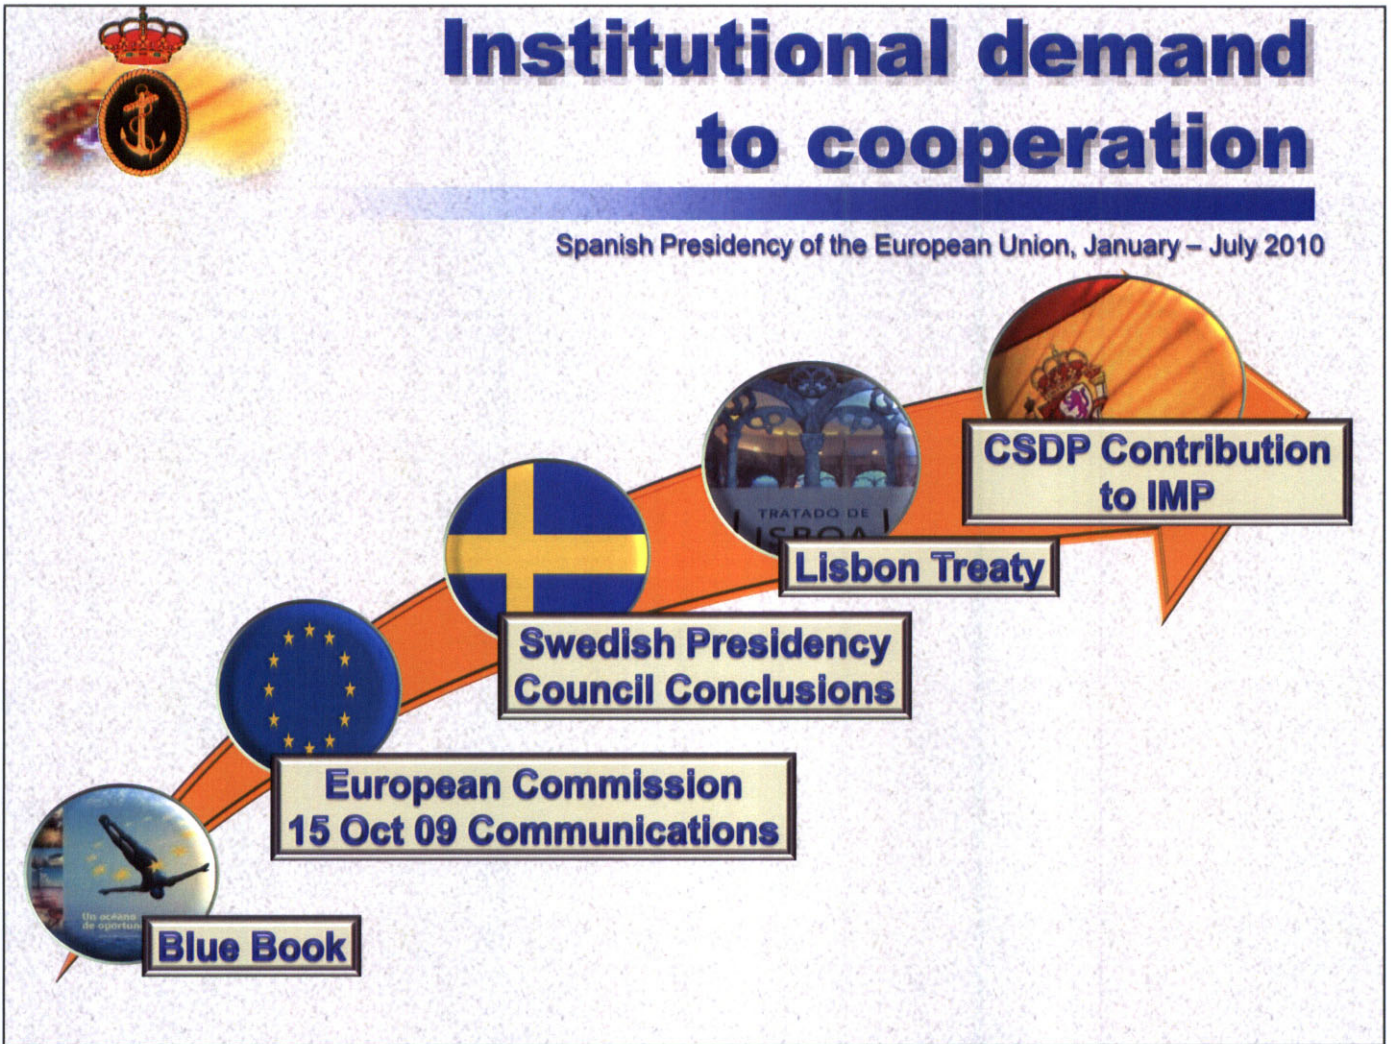 Institutional demand
to cooperation
Spanish Presidency of the European Union, January – July 2010
CSDP Contribution
to IMP
TRATADO DE
Lisbon Treaty
Swedish Presidency
Council Conclusions
European Commission
15 Oct 09 Communications
Un océano
de
Blue Book